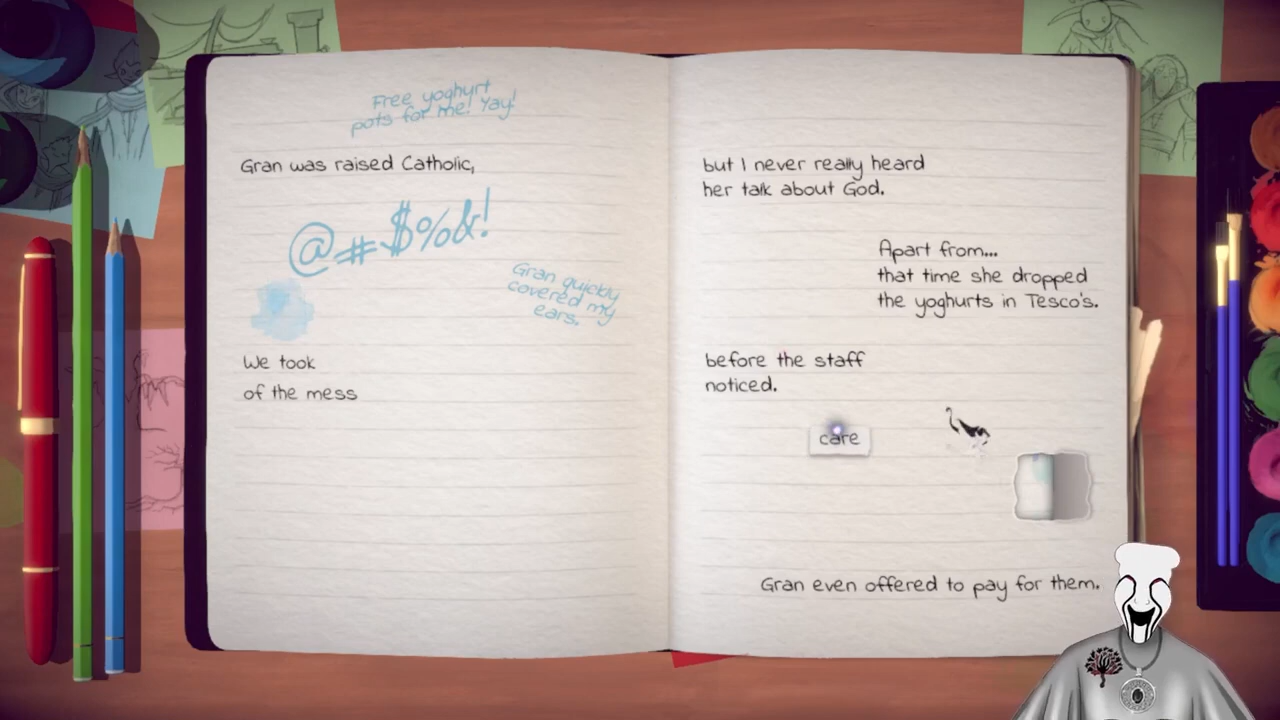 Free yoghurt
pots for me! Yay!
Gran was raised Catholic,
@#$%&!
Gran quickly
covered my
ears.
We took
of the mess
but I never really heard
her talk about God.
Apart from...
that time she dropped
the yoghurts in Tesco's.
before the staff
noticed.
care
Gran even offered to pay for them.